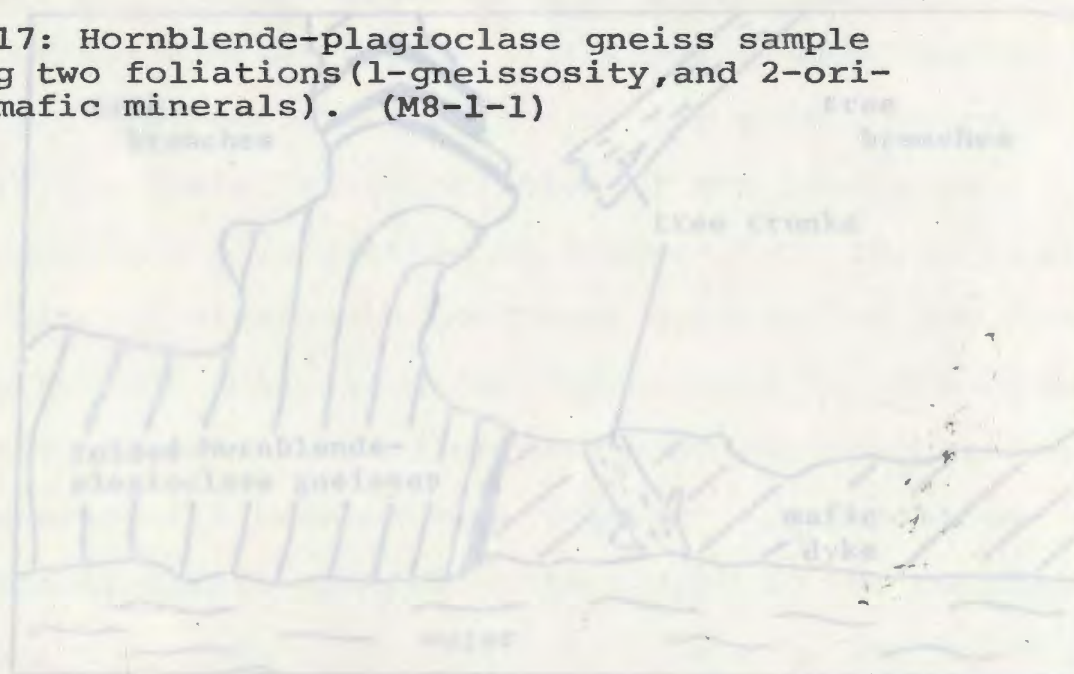 17: Hornblende-plagioclase gneiss sample
g two foliations(1-gneissosity,and 2-ori-
mafic minerals). (M8-1-1)
branches
tree
branches
tree trunks
folded hornblende-
plagioclase gneisses
mafic
dyke
water